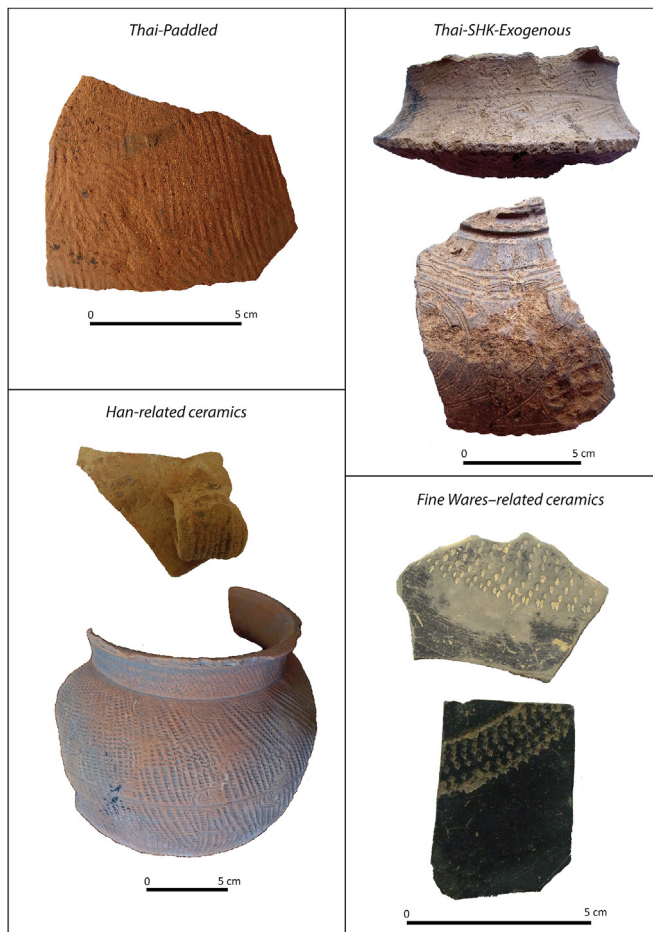 Thai-Paddled
0 5 cm
Thai-SHK-Exogenous
0 5 cm
Han-related ceramics
0 5 cm
Fine Wares–related ceramics
0 5 cm